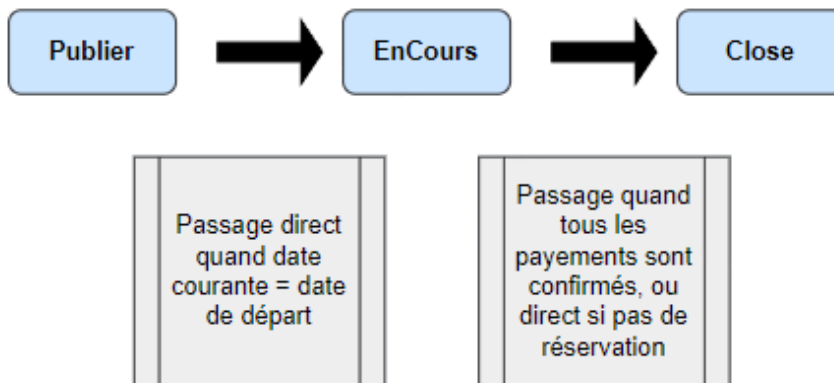 Publier
EnCours
Close
Passage direct
quand date
courante = date
de départ
Passage quand
tous les
payements sont
confirmés, ou
direct si pas de
réservation